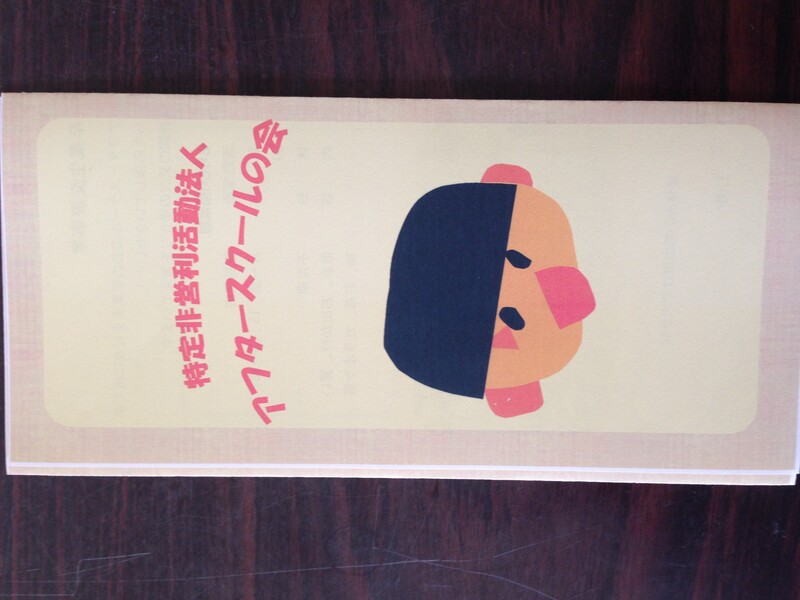 特定非営利活動法人
アフタースクールの会